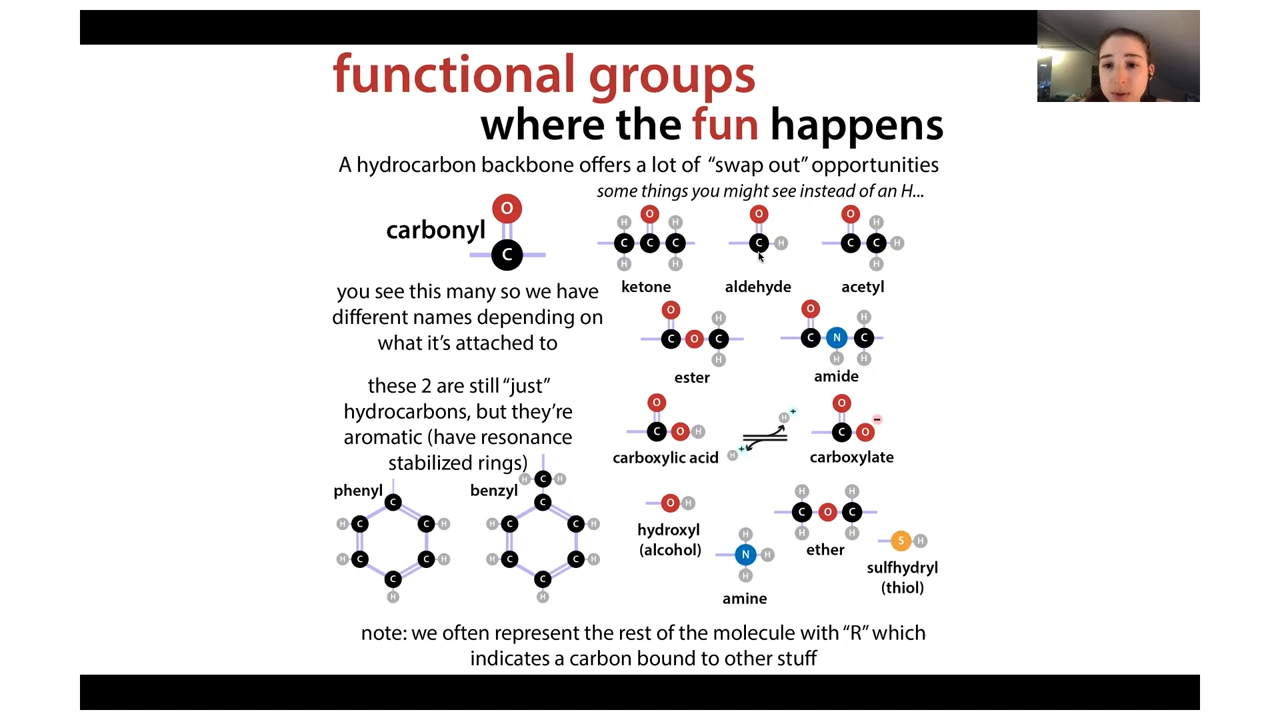 functional groups
where the fun happens
A hydrocarbon backbone offers a lot of "swap out" opportunities
some things you might see instead of an H...
carbonyl
O
C
you see this many so we have
different names depending on
what it's attached to
O
H H
C C C
H H
ketone
O
C H
aldehyde
O
H
C C H
H
acetyl
O
H
C O C
H
ester
O
H
C N C
H H
amide
these 2 are still "just"
hydrocarbons, but they're
aromatic (have resonance
stabilized rings)
O
C O H
carboxylic acid
H +
H +
O
−
C O
carboxylate
phenyl
C
H C C H
H C C H
C
H
benzyl
H C H
C
H C C H
H C C H
C
H
O H
hydroxyl
(alcohol)
H
N H
H
amine
H H
C O C
H H
ether
S H
sulfhydryl
(thiol)
note: we often represent the rest of the molecule with "R" which
indicates a carbon bound to other stuff